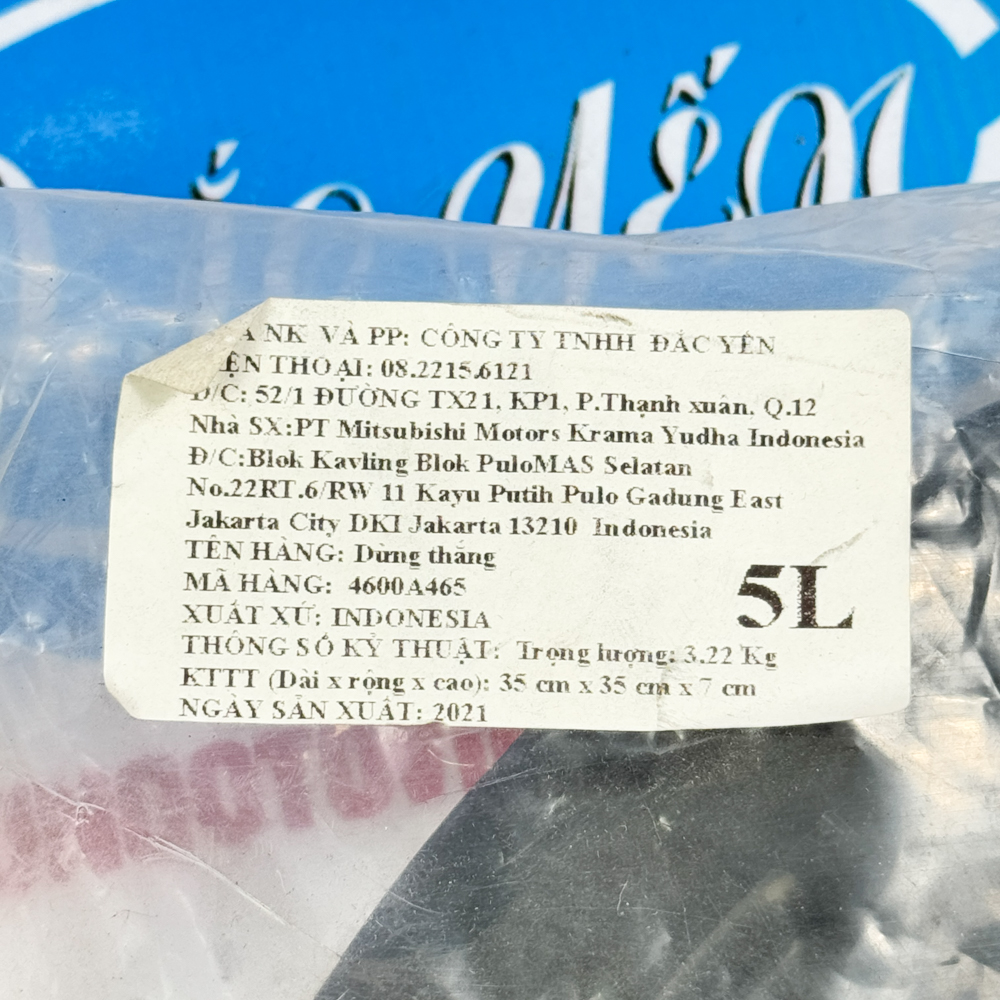 ĐẮC YẾN
NK VÀ PP: CÔNG TY TNHH ĐẮC YẾN
THOẠI: 08.2215.6121
Đ/C: 52/1 ĐƯỜNG TX21, KP1, P.Thạnh xuân, Q.12
Nhà SX:PT Mitsubishi Motors Krama Yudha Indonesia
Đ/C:Blok Kavling Blok PuloMAS Selatan
No.22RT.6/RW 11 Kayu Putih Pulo Gadung East
Jakarta City DKI Jakarta 13210 Indonesia
TÊN HÀNG: Dừng thắng
MÃ HÀNG: 4600A465
5L
XUẤT XỨ: INDONESIA
THÔNG SỐ KỸ THUẬT: Trọng lượng: 3.22 Kg
KTTT (Dài x rộng x cao): 35 cm x 35 cm x 7 cm
NGÀY SẢN XUẤT: 2021